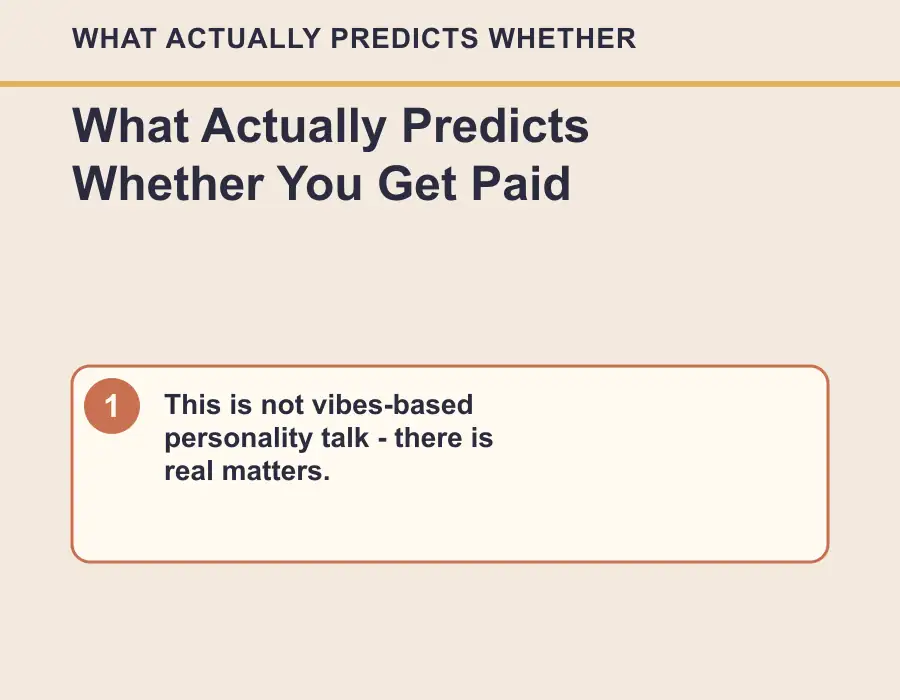 WHAT ACTUALLY PREDICTS WHETHER
What Actually Predicts
Whether You Get Paid
1
This is not vibes-based
personality talk - there is
real matters.